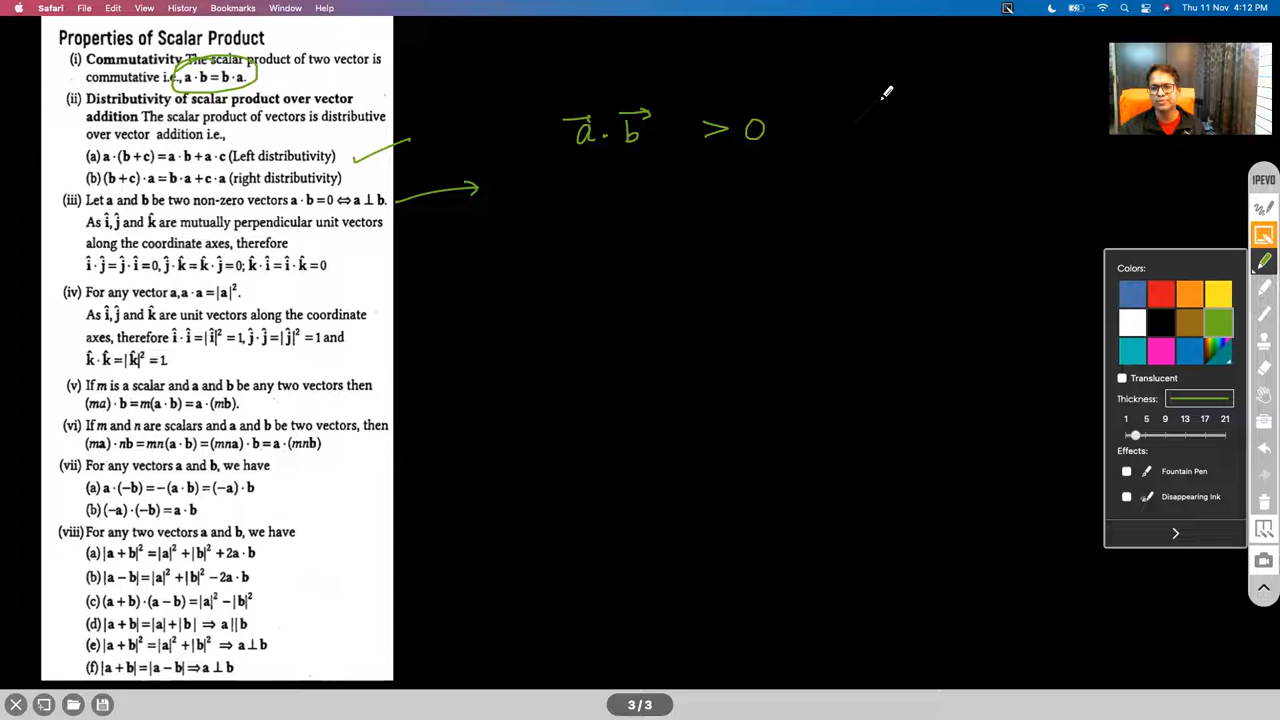 Safari File Edit View History Bookmarks Window Help Thu 11 Nov 4:12 PM
Properties of Scalar Product
(i) Commutativity The scalar product of two vector is
commutative i.e., a · b = b · a.
(ii) Distributivity of scalar product over vector
addition The scalar product of vectors is distributive
over vector addition i.e.,
(a) a · (b + c) = a · b + a · c (Left distributivity)
(b) (b + c) · a = b · a + c · a (right distributivity)
(iii) Let a and b be two non-zero vectors a · b = 0 ⇔ a ⊥ b.
As î, ĵ and k̂ are mutually perpendicular unit vectors
along the coordinate axes, therefore
î · ĵ = ĵ · î = 0, ĵ · k̂ = k̂ · ĵ = 0; k̂ · î = î · k̂ = 0
(iv) For any vector a, a · a = |a|².
As î, ĵ and k̂ are unit vectors along the coordinate
axes, therefore î · î = |î|² = 1, ĵ · ĵ = |ĵ|² = 1 and
k̂ · k̂ = |k̂|² = 1.
(v) If m is a scalar and a and b be any two vectors then
(ma) · b = m(a · b) = a · (mb).
(vi) If m and n are scalars and a and b be two vectors, then
(ma) · nb = mn(a · b) = (mna) · b = a · (mnb)
(vii) For any vectors a and b, we have
(a) a · (−b) = −(a · b) = (−a) · b
(b) (−a) · (−b) = a · b
(viii) For any two vectors a and b, we have
(a) |a + b|² = |a|² + |b|² + 2a · b
(b) |a − b| = |a|² + |b|² − 2a · b
(c) (a + b) · (a − b) = |a|² − |b|²
(d) |a + b| = |a| + |b| ⇒ a || b
(e) |a + b|² = |a|² + |b|² ⇒ a ⊥ b
(f) |a + b| = |a − b| ⇒ a ⊥ b
a⃗ · b⃗ > 0
IPEVO
Colors:
Translucent
Thickness:
1 5 9 13 17 21
Effects:
Fountain Pen
Disappearing Ink
3/3